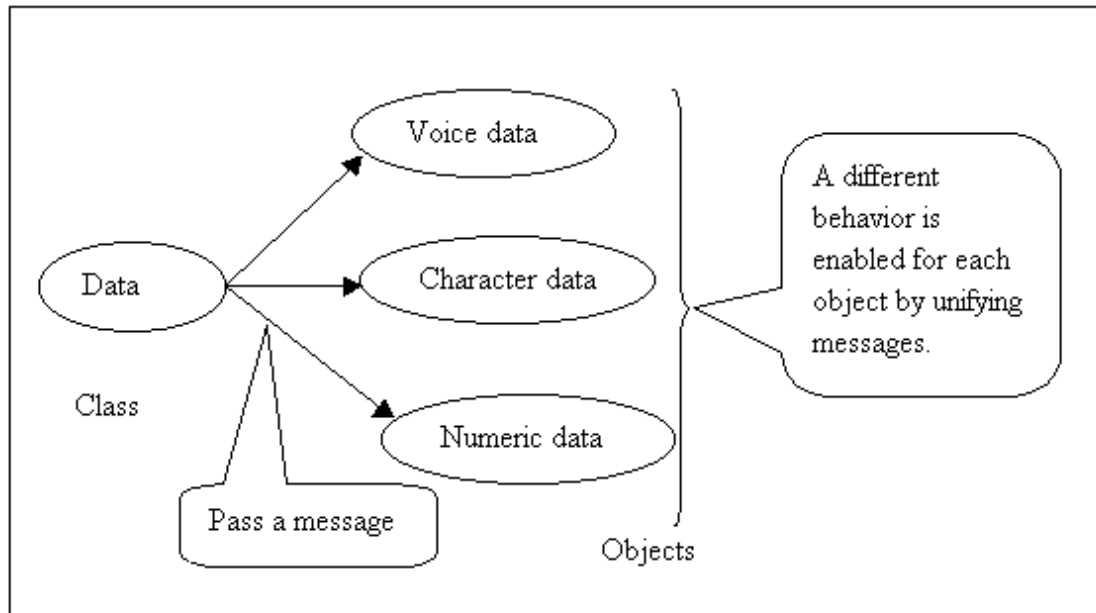 Voice data
Character data
Numeric data
Data
Class
Pass a message
Objects
A different
behavior is
enabled for each
object by unifying
messages.